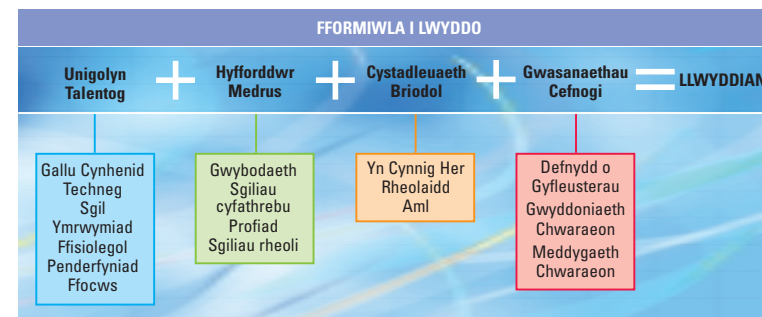 FFORMIWLA I LWYDDO
Unigolyn
Talentog
Hyfforddwr
Medrus
Cystadleuaeth
Briodol
Gwasanaethau
Cefnogi
LLWYDDIAN
Gallu Cynhenid
Techneg
Sgil
Ymrwymiad
Ffisiolegol
Penderfyniad
Ffocws
Gwybodaeth
Sgiliau
cyfathrebu
Profiad
Sgiliau rheoli
Yn Cynnig Her
Rheolaidd
Aml
Defnydd o
Gyfleusterau
Gwyddoniaeth
Chwaraeon
Meddygaeth
Chwaraeon